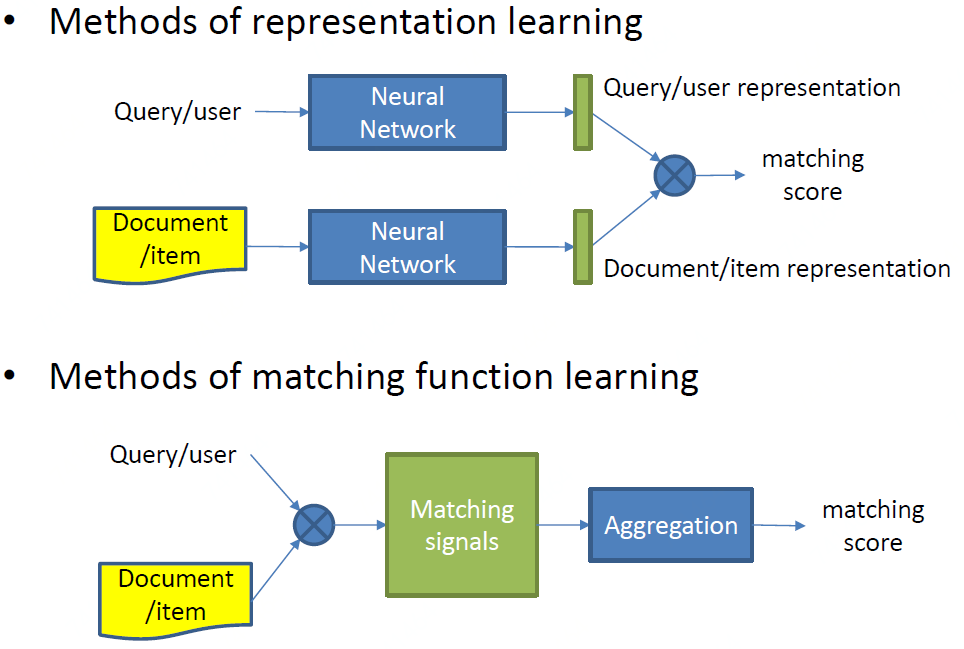 • Methods of representation learning
Query/user
Neural
Network
Query/user representation
matching
score
Document
/item
Neural
Network
Document/item representation
• Methods of matching function learning
Query/user
Matching
signals
Aggregation
matching
score
Document
/item